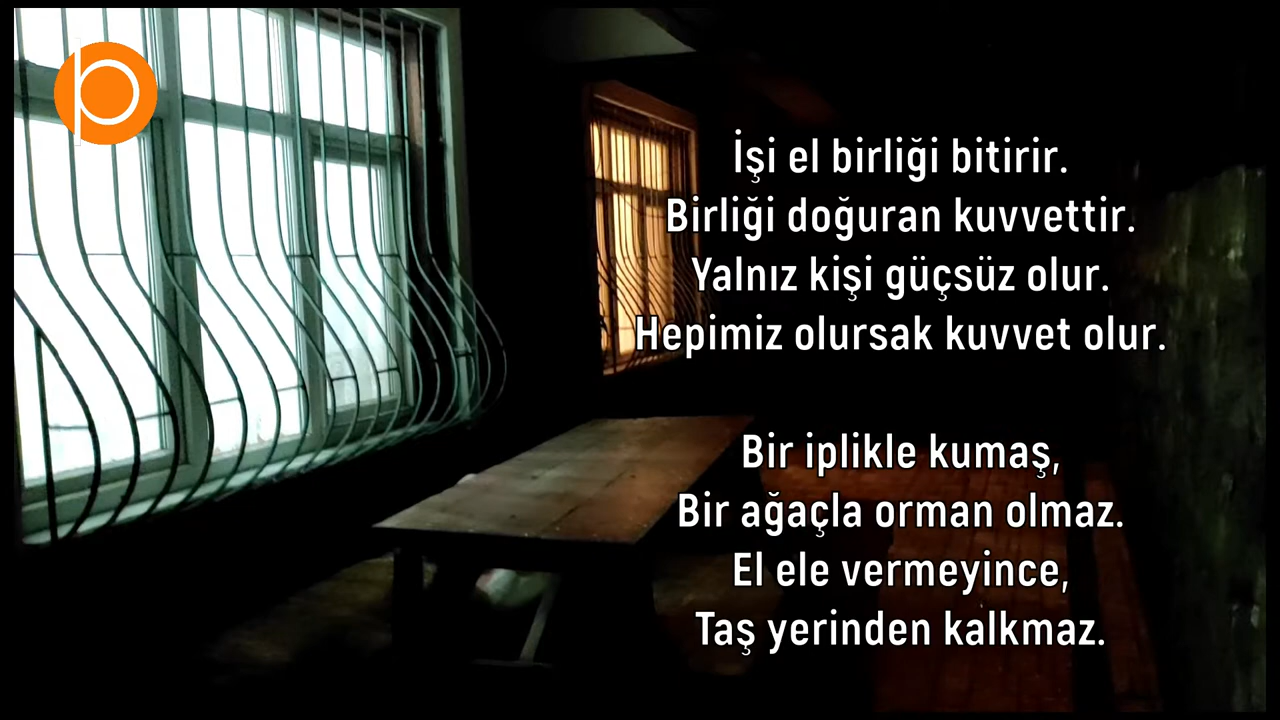 İşi el birliği bitirir.
Birliği doğuran kuvvettir.
Yalnız kişi güçsüz olur.
Hepimiz olursak kuvvet olur.
Bir iplikle kumaş,
Bir ağaçla orman olmaz.
El ele vermeyince,
Taş yerinden kalkmaz.